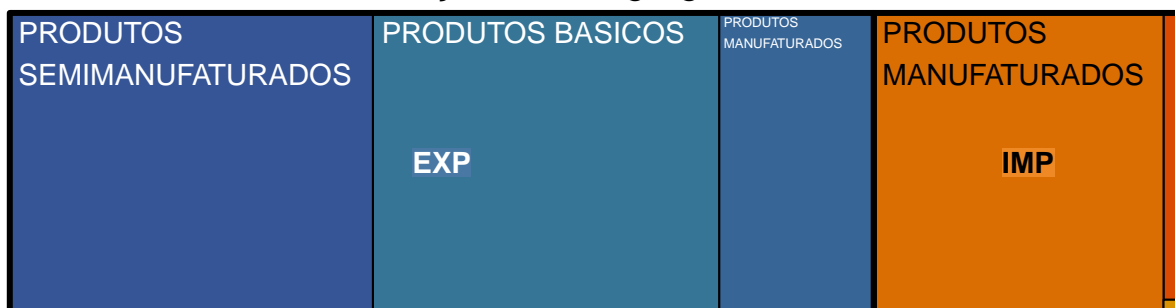 PRODUTOS
SEMIMANUFATURADOS
PRODUTOS BASICOS
PRODUTOS
MANUFATURADOS
PRODUTOS
MANUFATURADOS
EXP
IMP